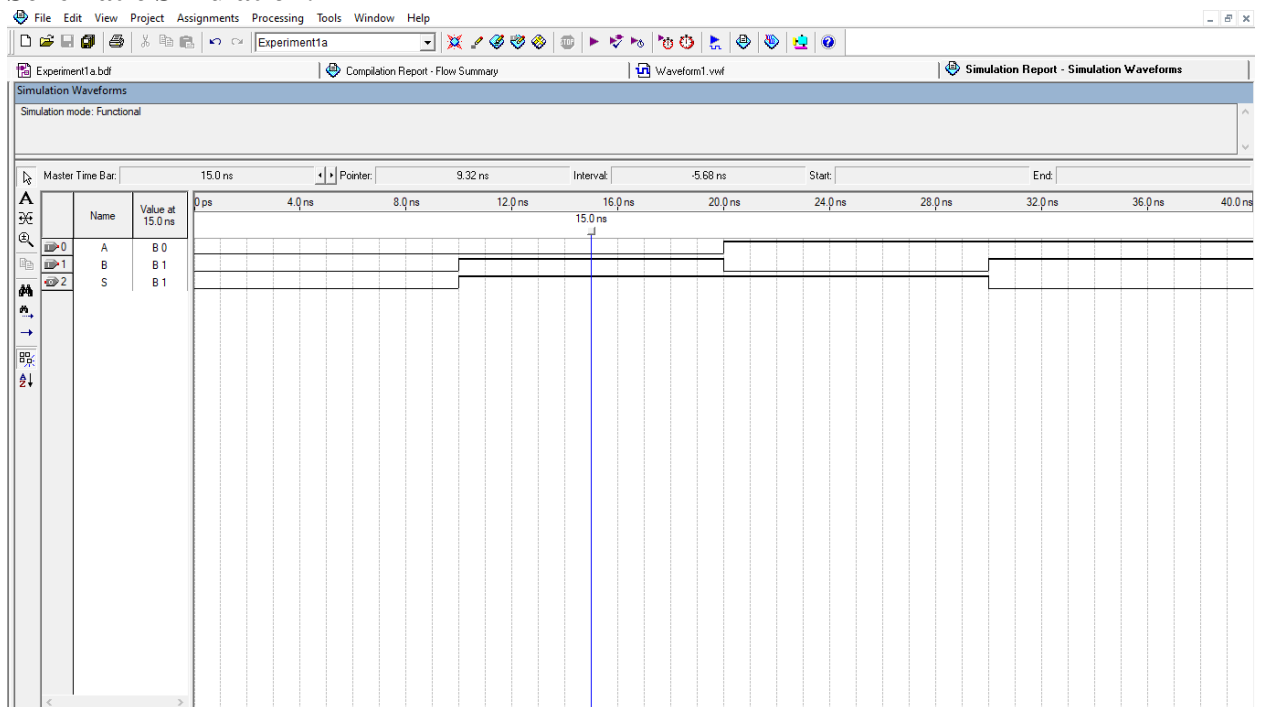 File Edit View Project Assignments Processing Tools Window Help
Experiment1a
Experiment1a.bdf
Compilation Report - Flow Summary
Waveform1.vwf
Simulation Report - Simulation Waveforms
Simulation Waveforms
Simulation mode: Functional
Master Time Bar: 15.0 ns Pointer: 9.32 ns Interval: -5.68 ns Start: End:
Name
Value at
15.0 ns
0 ps 4.0 ns 8.0 ns 12.0 ns 16.0 ns 20.0 ns 24.0 ns 28.0 ns 32.0 ns 36.0 ns 40.0 ns
15.0 ns
0 A B 0
1 B B 1
2 S B 1